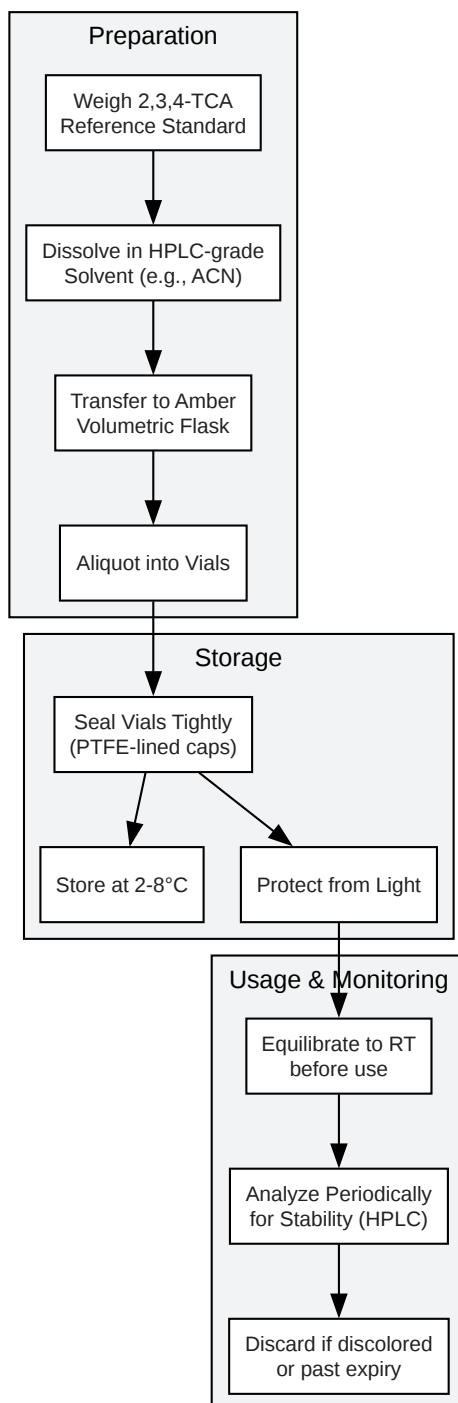 Preparation
Weigh 2,3,4-TCA
Reference Standard
Dissolve in HPLC-grade
Solvent (e.g., ACN)
Transfer to Amber
Volumetric Flask
Aliquot into Vials
Storage
Seal Vials Tightly
(PTFE-lined caps)
Store at 2-8°C
Protect from Light
Usage & Monitoring
Equilibrate to RT
before use
Analyze Periodically
for Stability (HPLC)
Discard if discolored
or past expiry